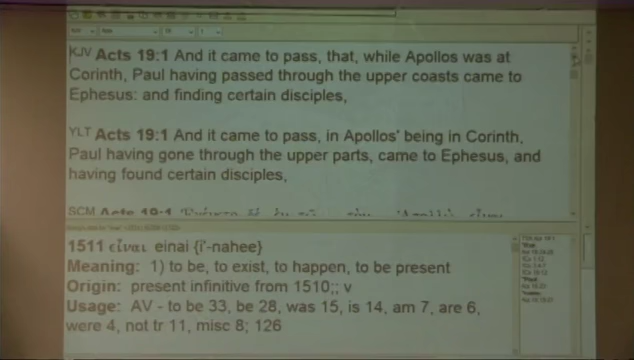 KJV Acts 19:1 And it came to pass, that, while Apollos was at
Corinth, Paul having passed through the upper coasts came to
Ephesus: and finding certain disciples,
YLT Acts 19:1 And it came to pass, in Apollos' being in Corinth,
Paul having gone through the upper parts, came to Ephesus, and
having found certain disciples,
SCM Acts 19:1
1511 εἶναι einai {i'-nahee}
Meaning: 1) to be, to exist, to happen, to be present
Origin: present infinitive from 1510;; v
Usage: AV - to be 33, be 28, was 15, is 14, am 7, are 6,
were 4, not tr 11, misc 8; 126